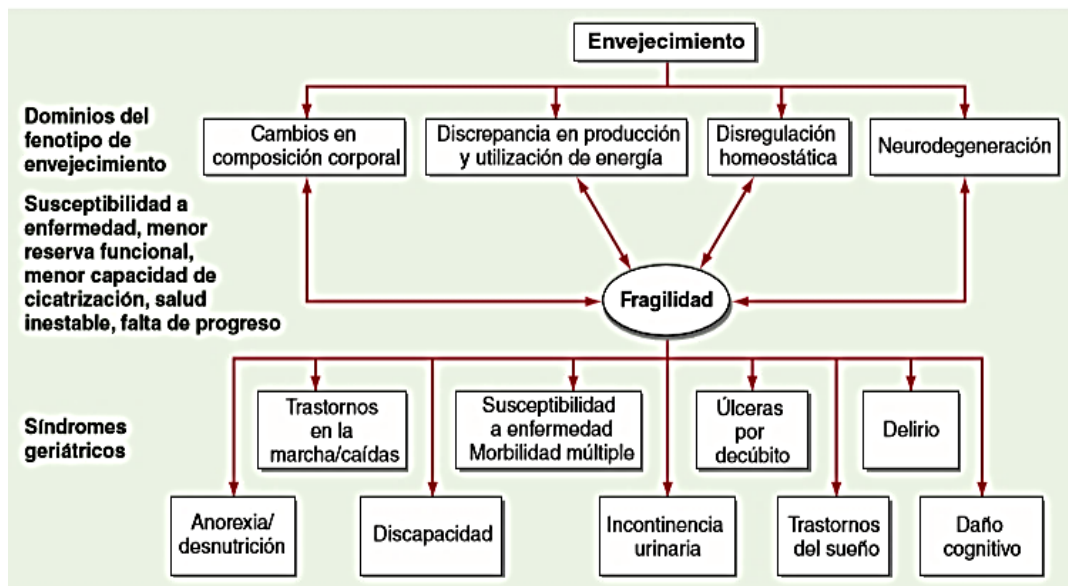 Envejecimiento
Dominios del
fenotipo de
envejecimiento
Cambios en
composición corporal
Discrepancia en producción
y utilización de energía
Disregulación
homeostática
Neurodegeneración
Susceptibilidad a
enfermedad, menor
reserva funcional,
menor capacidad de
cicatrización, salud
inestable, falta de progreso
Fragilidad
Síndromes
geriátricos
Trastornos
en la
marcha/caídas
Susceptibilidad
a enfermedad
Morbilidad múltiple
Úlceras
por
decúbito
Delirio
Anorexia/
desnutrición
Discapacidad
Incontinencia
urinaria
Trastornos
del sueño
Daño
cognitivo